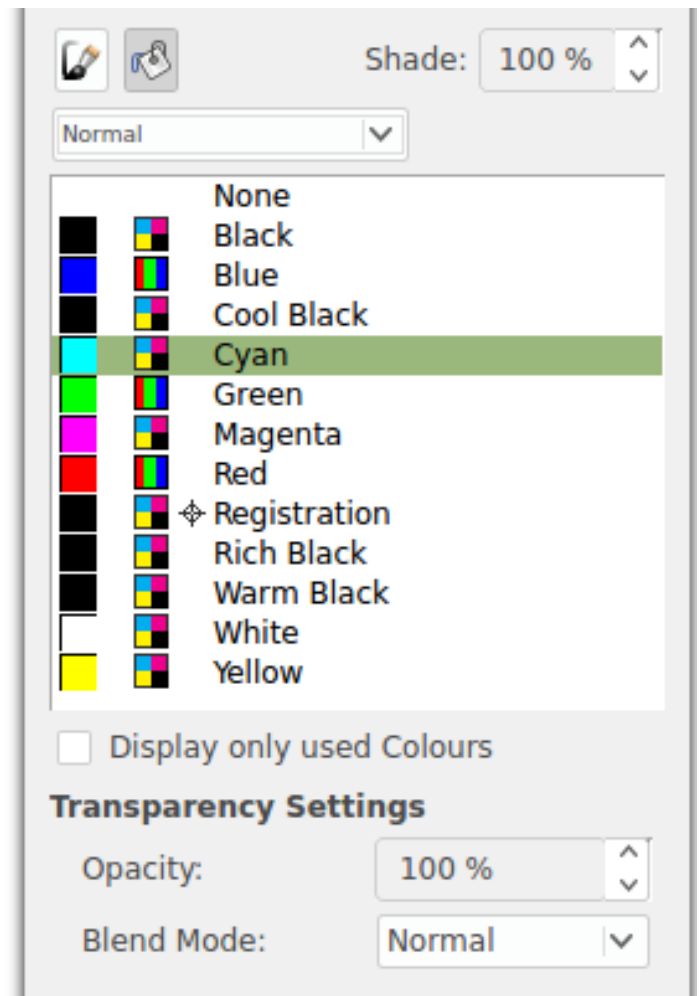 Shade: 100 %
Normal
None
Black
Blue
Cool Black
Cyan
Green
Magenta
Red
Registration
Rich Black
Warm Black
White
Yellow
Display only used Colours
Transparency Settings
Opacity: 100 %
Blend Mode: Normal